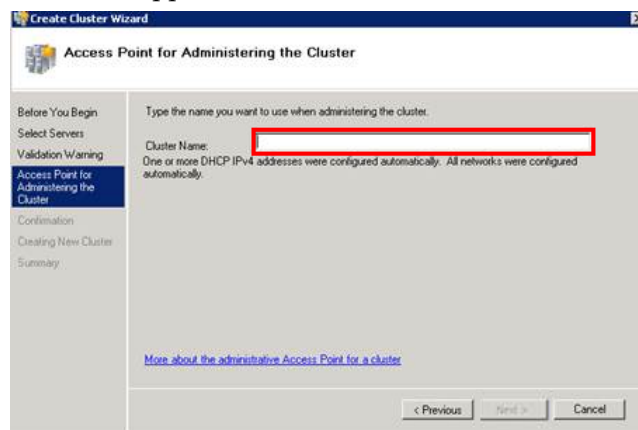 Create Cluster Wizard
Access Point for Administering the Cluster
Before You Begin
Select Servers
Validation Warning
Access Point for
Administering the
Cluster
Confirmation
Creating New Cluster
Summary
Type the name you want to use when administering the cluster.
Cluster Name:
One or more DHCP IPv4 addresses were configured automatically. All networks were configured
automatically.
More about the administrative Access Point for a cluster
< Previous
Next >
Cancel